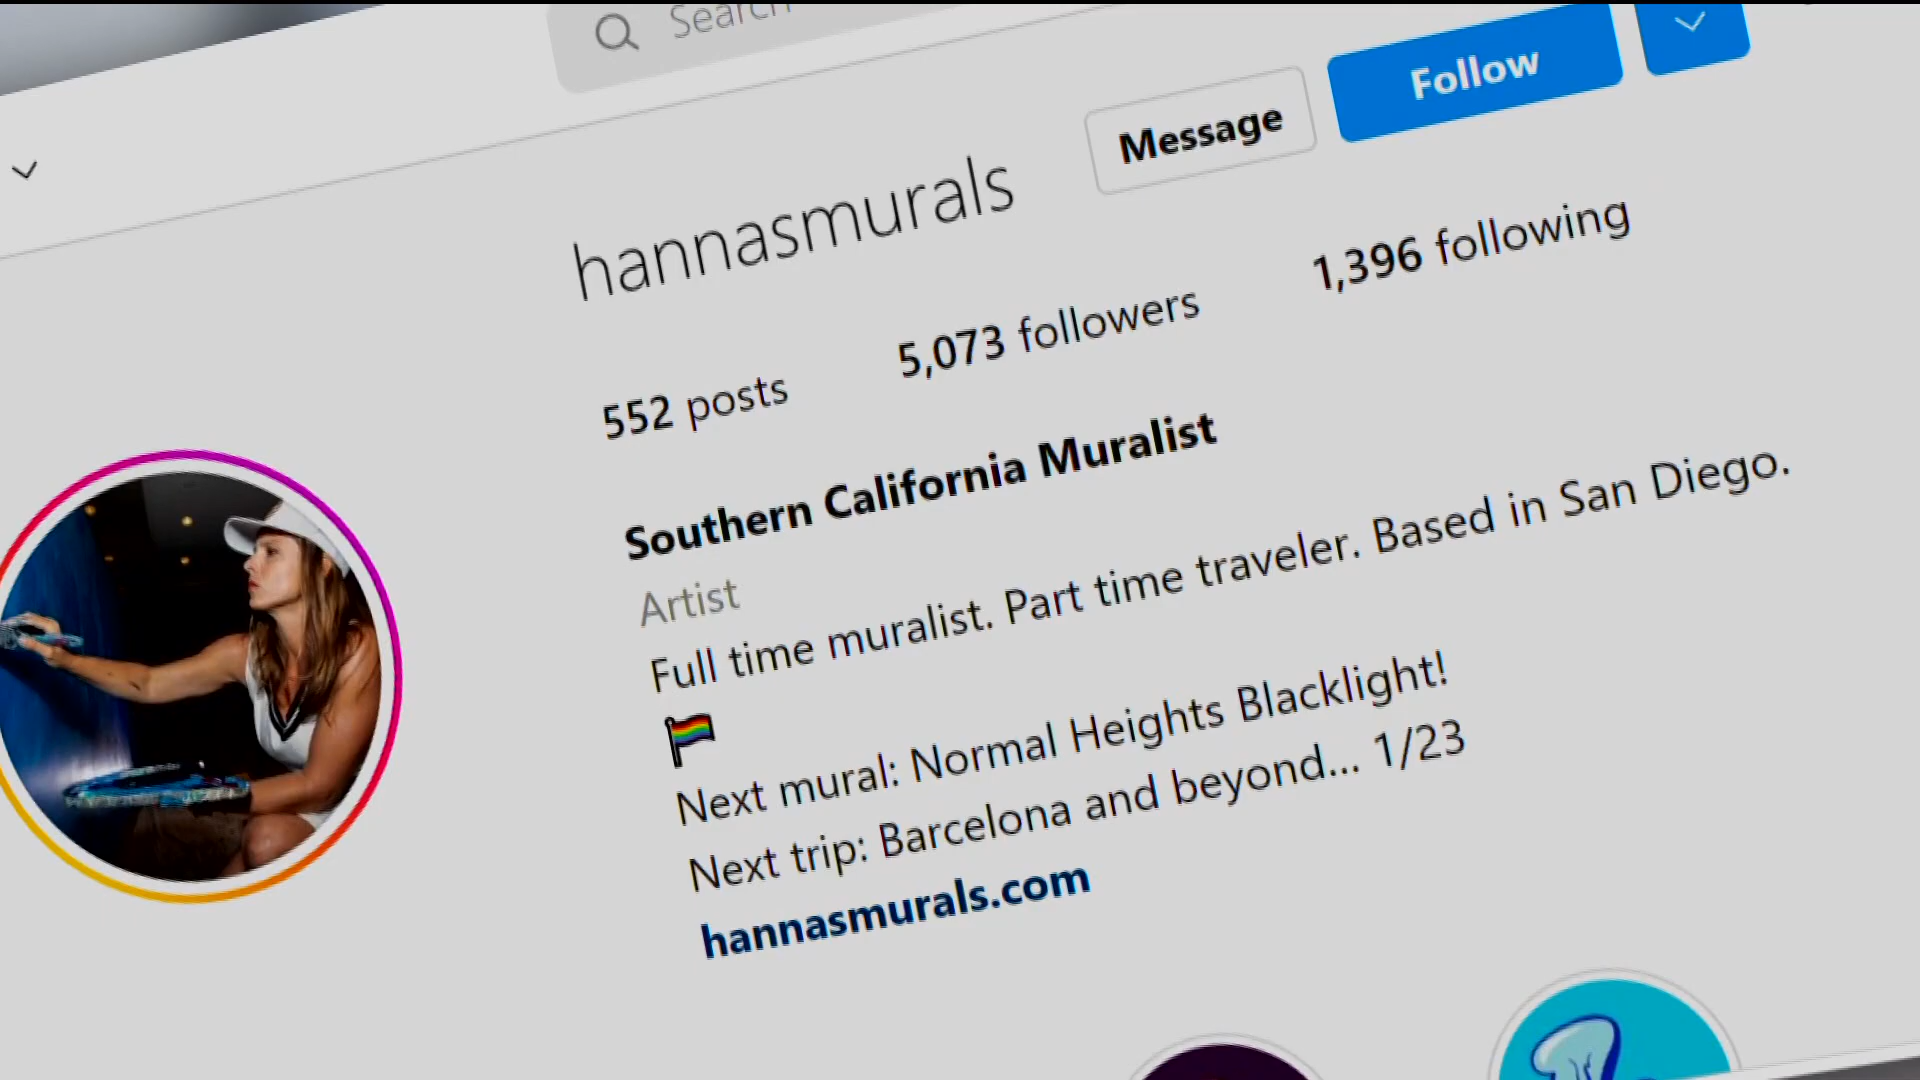 Search
Message
Follow
hannasmurals
552 posts
5,073 followers
1,396 following
Southern California Muralist
Artist
Full time muralist. Part time traveler. Based in San Diego.
Next mural: Normal Heights Blacklight!
Next trip: Barcelona and beyond... 1/23
hannasmurals.com